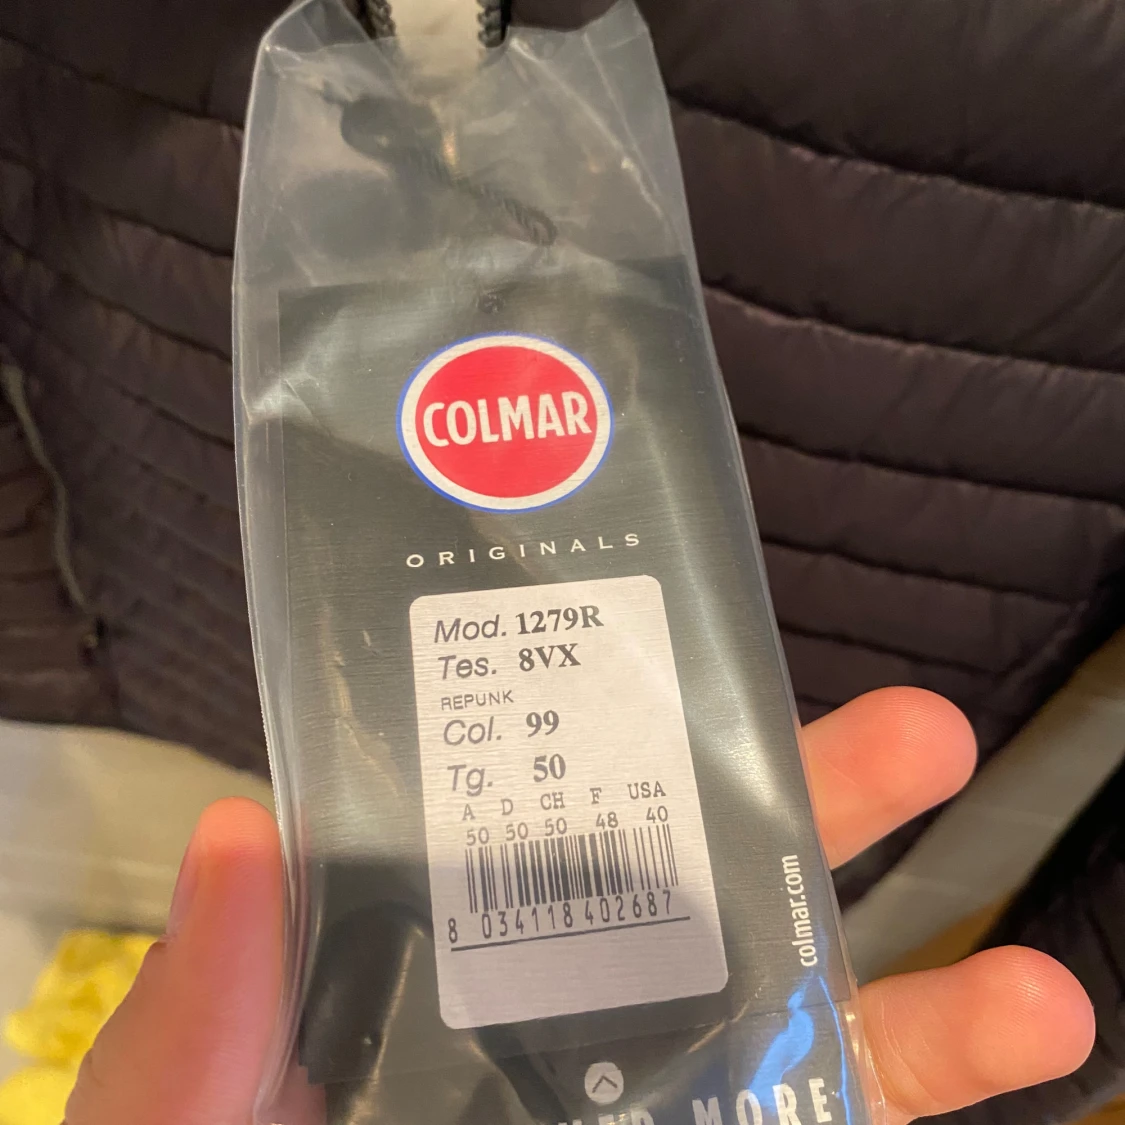 COLMAR
ORIGINALS
Mod. 1279R
Tes. 8VX
REPUNK
Col. 99
Tg. 50
A D CH F USA
50 50 50 48 40
8 034118 402687
colmar.com
MORE